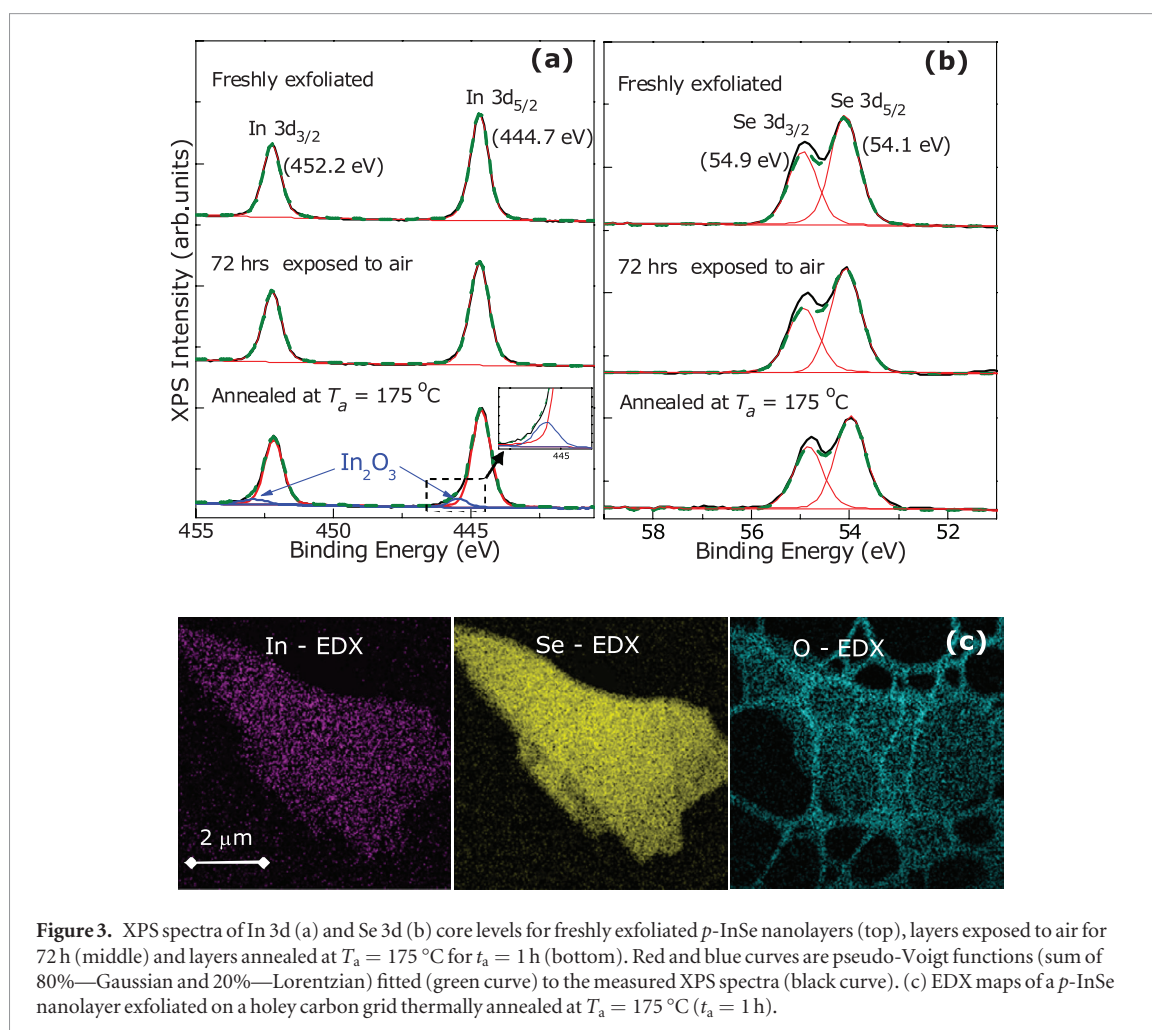 (a)
Freshly exfoliated
In 3d3/2
(452.2 eV)
In 3d5/2
(444.7 eV)
72 hrs exposed to air
Annealed at Ta = 175 °C
In2O3
445
XPS Intensity (arb.units)
455 450 445
Binding Energy (eV)
(b)
Freshly exfoliated
Se 3d3/2
(54.9 eV)
Se 3d5/2
(54.1 eV)
72 hrs exposed to air
Annealed at Ta = 175 °C
58 56 54 52
Binding Energy (eV)
In - EDX
2 μm
Se - EDX
O - EDX
(c)
Figure 3. XPS spectra of In 3d (a) and Se 3d (b) core levels for freshly exfoliated p-InSe nanolayers (top), layers exposed to air for
72 h (middle) and layers annealed at Ta = 175 °C for ta = 1 h (bottom). Red and blue curves are pseudo-Voigt functions (sum of
80%—Gaussian and 20%—Lorentzian) fitted (green curve) to the measured XPS spectra (black curve). (c) EDX maps of a p-InSe
nanolayer exfoliated on a holey carbon grid thermally annealed at Ta = 175 °C (ta = 1 h).